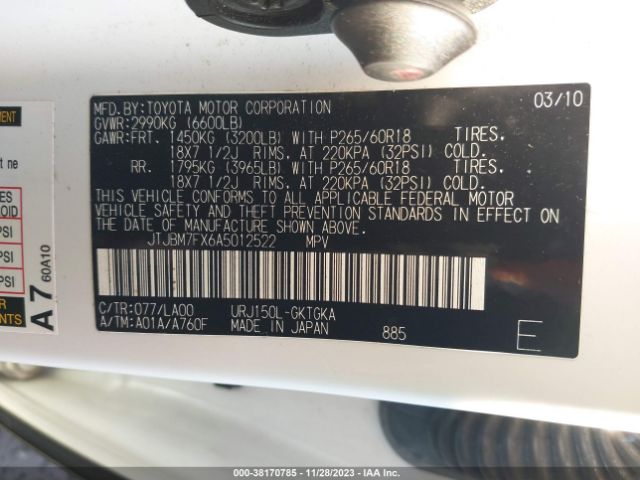 MFD.BY:TOYOTA MOTOR CORPORATION 03/10
GVWR:2990KG (6600LB)
GAWR:FRT. 1450KG (3200LB) WITH P265/60R18 TIRES.
18X7 1/2J RIMS. AT 220KPA (32PSI) COLD.
RR. 1795KG (3965LB) WITH P265/60R18 TIRES.
18X7 1/2J RIMS. AT 220KPA (32PSI) COLD.
THIS VEHICLE CONFORMS TO ALL APPLICABLE FEDERAL MOTOR
VEHICLE SAFETY AND THEFT PREVENTION STANDARDS IN EFFECT ON
THE DATE OF MANUFACTURE SHOWN ABOVE.
JTJBM7FX6A5012522 MPV
C/TR:077/LA00 URJ150L-GKTGKA
A/TM:A01A/A760F MADE IN JAPAN 885 E
A7 60A10
000-38170785 - 11/28/2023 - IAA Inc.